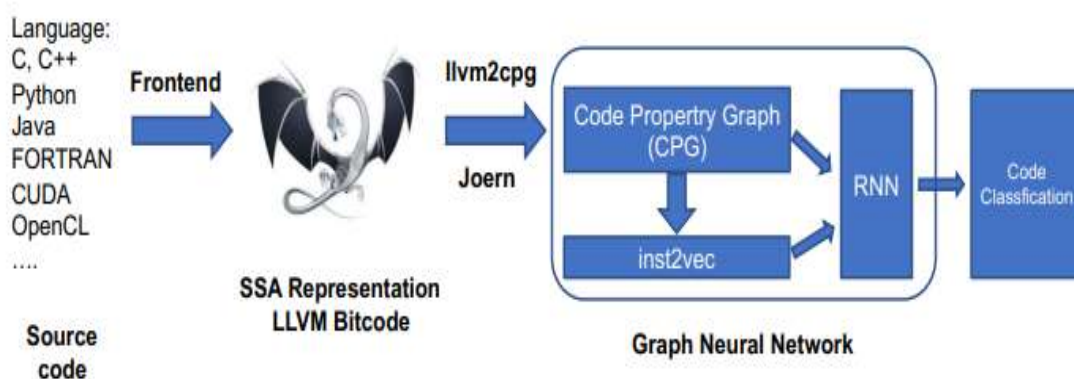 Language:
C, C++
Python
Java
FORTRAN
CUDA
OpenCL
....
Source
code
Frontend
SSA Representation
LLVM Bitcode
llvm2cpg
Joern
Code Propertry Graph
(CPG)
inst2vec
RNN
Graph Neural Network
Code
Classfication